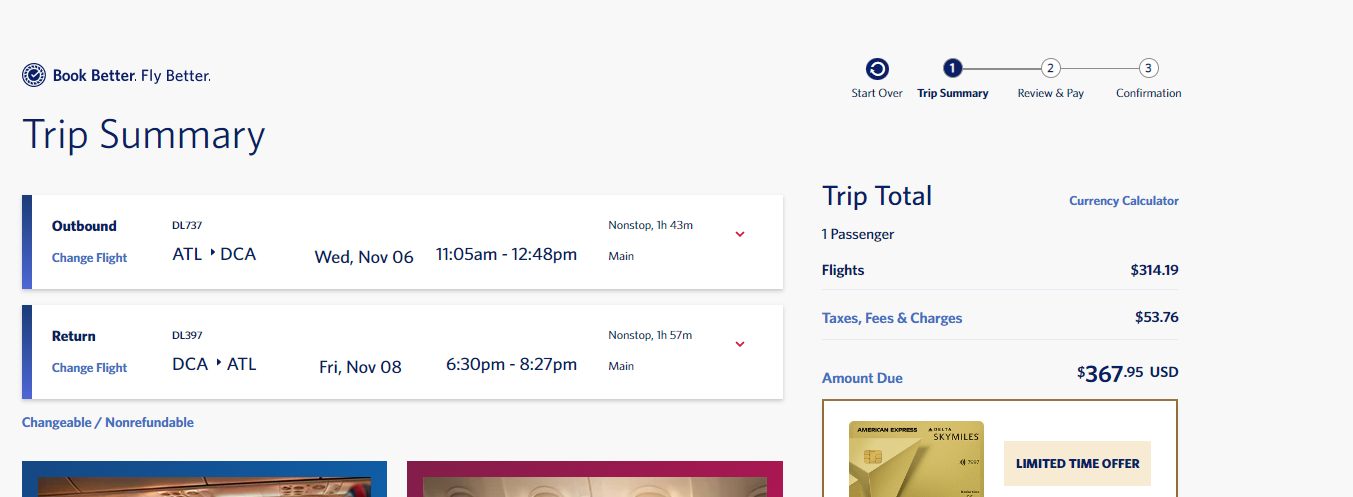 Book Better. Fly Better.
Start Over
1
Trip Summary
2
Review & Pay
3
Confirmation
Trip Summary
Outbound
Change Flight
DL737
ATL ‣ DCA
Wed, Nov 06
11:05am - 12:48pm
Nonstop, 1h 43m
Main
Return
Change Flight
DL397
DCA ‣ ATL
Fri, Nov 08
6:30pm - 8:27pm
Nonstop, 1h 57m
Main
Changeable / Nonrefundable
Trip Total
Currency Calculator
1 Passenger
Flights $314.19
Taxes, Fees & Charges $53.76
Amount Due $367.95 USD
AMERICAN EXPRESS
DELTA
SKYMILES
7997
LIMITED TIME OFFER